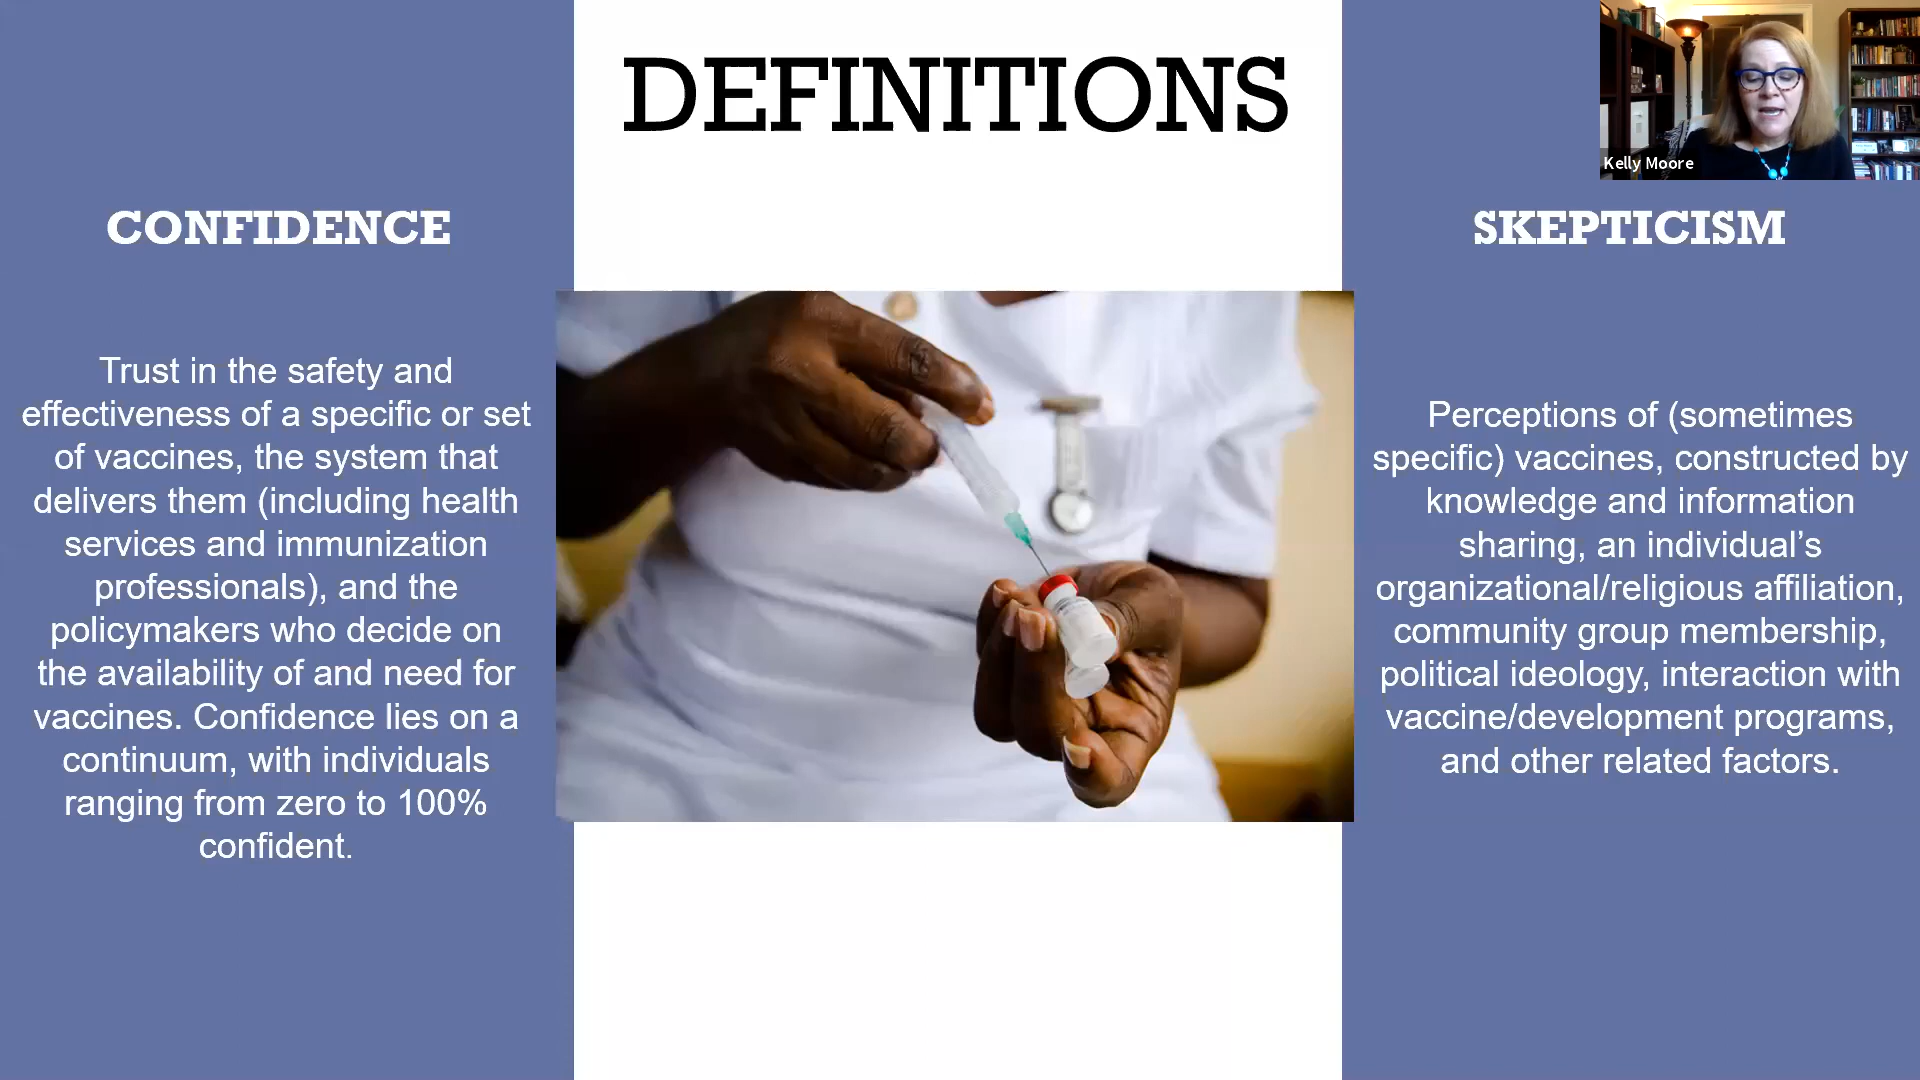 DEFINITIONS
Kelly Moore
CONFIDENCE
Trust in the safety and
effectiveness of a specific or set
of vaccines, the system that
delivers them (including health
services and immunization
professionals), and the
policymakers who decide on
the availability of and need for
vaccines. Confidence lies on a
continuum, with individuals
ranging from zero to 100%
confident.
SKEPTICISM
Perceptions of (sometimes
specific) vaccines, constructed by
knowledge and information
sharing, an individual’s
organizational/religious affiliation,
community group membership,
political ideology, interaction with
vaccine/development programs,
and other related factors.